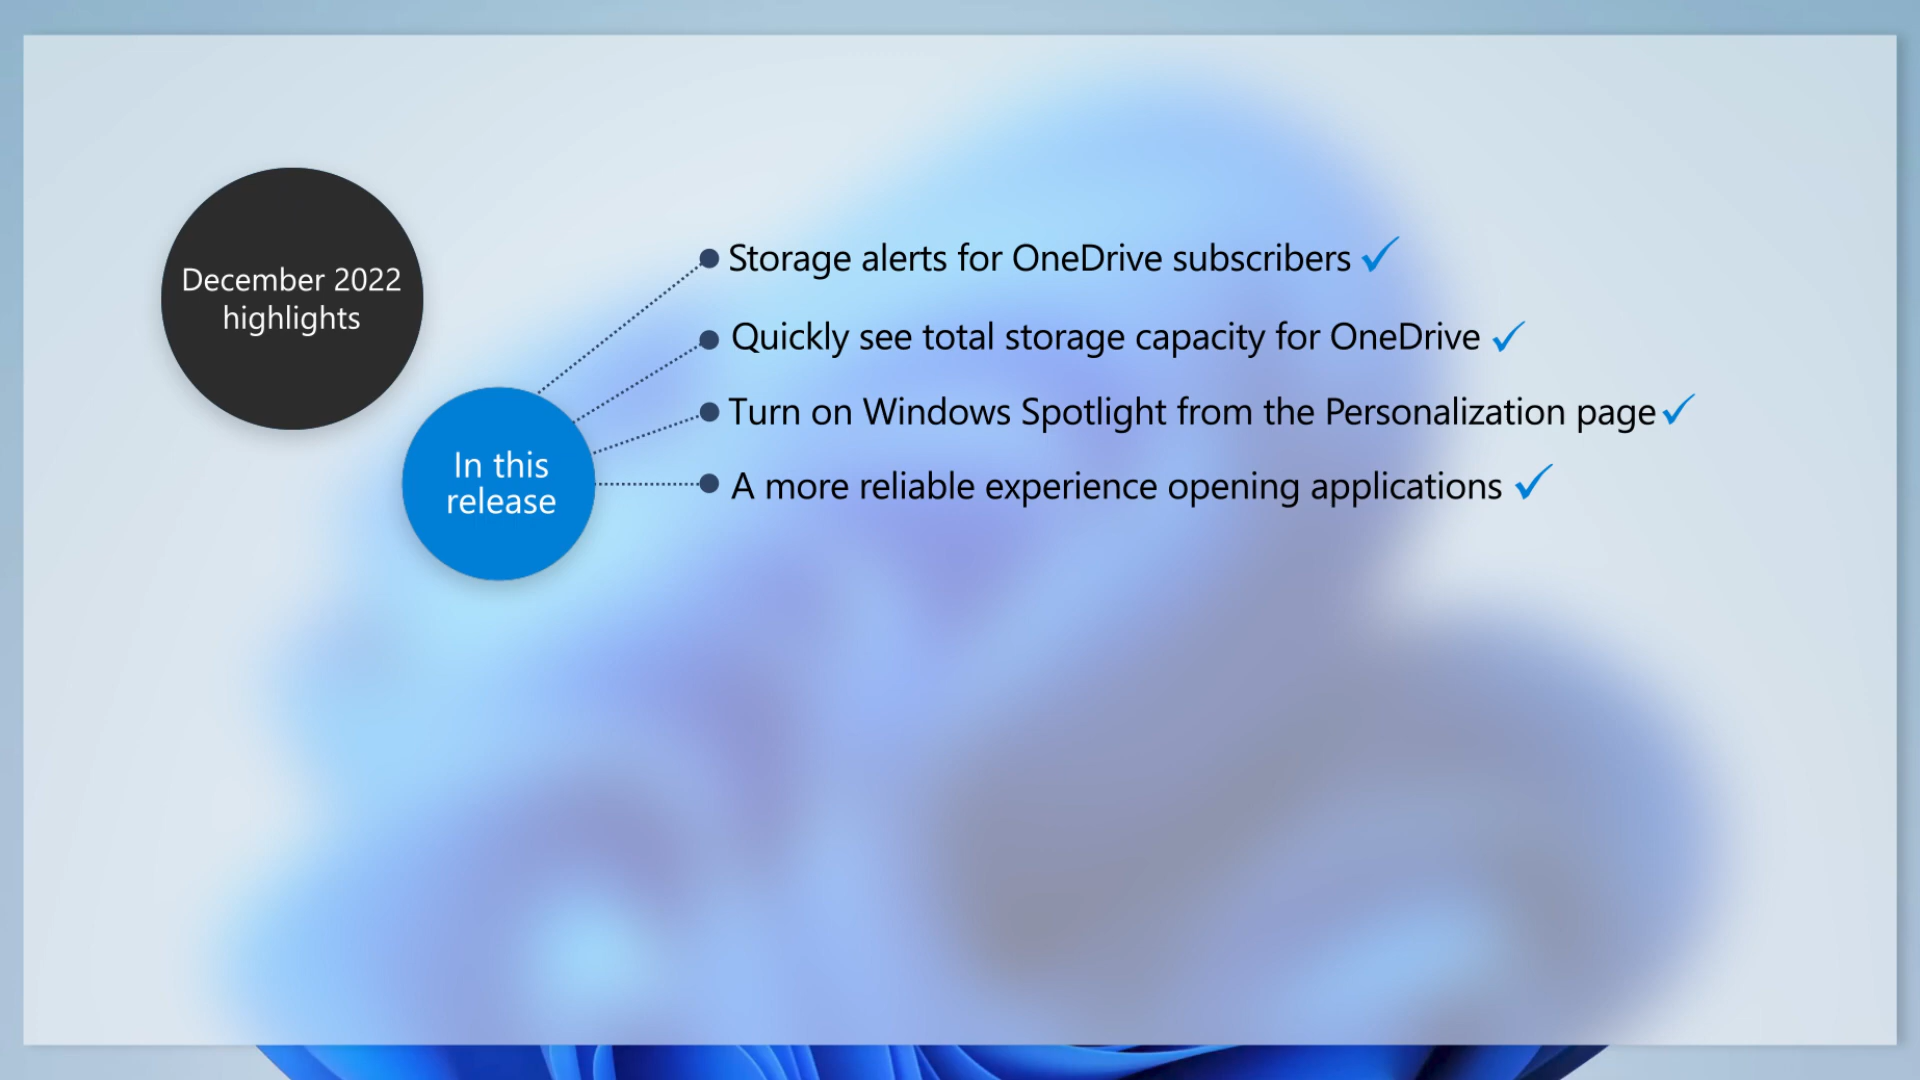 December 2022
highlights
In this
release
Storage alerts for OneDrive subscribers
Quickly see total storage capacity for OneDrive
Turn on Windows Spotlight from the Personalization page
A more reliable experience opening applications